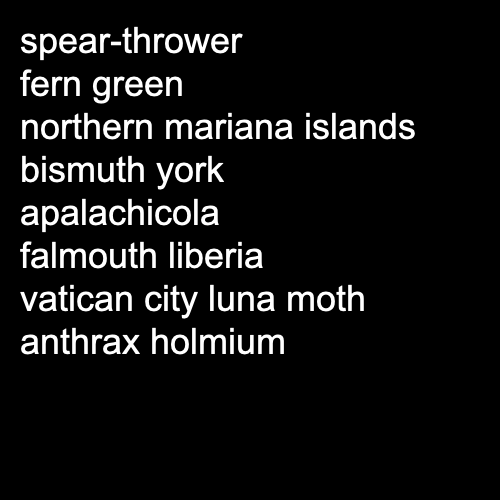 spear-thrower
fern green
northern mariana islands
bismuth york
apalachicola
falmouth liberia
vatican city luna moth
anthrax holmium